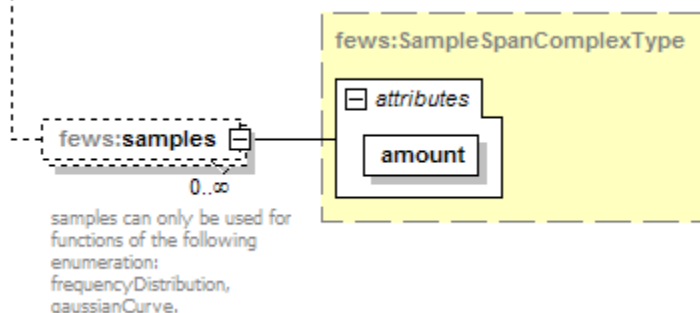 fews:SampleSpanComplexType
attributes
fews:samples
amount
0..∞
samples can only be used for
functions of the following
enumeration:
frequencyDistribution,
gaussianCurve,